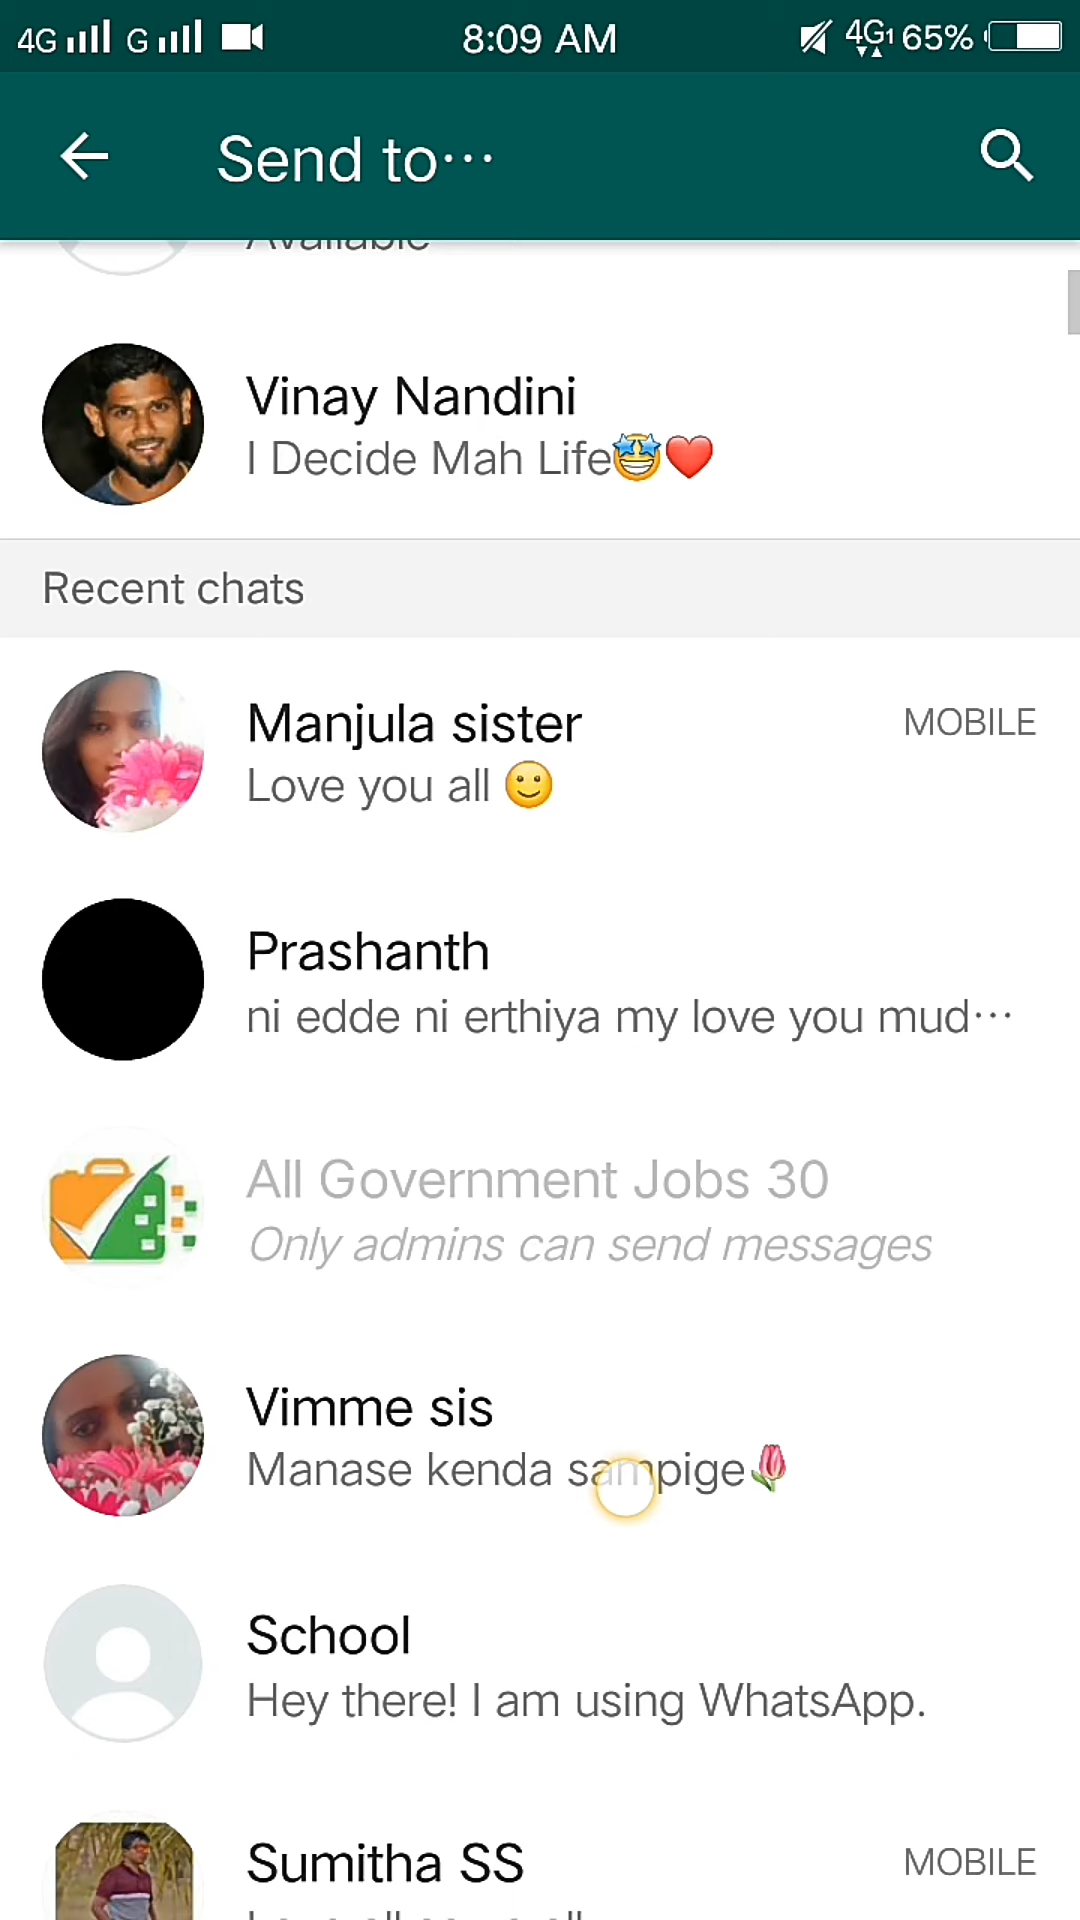 4G G 8:09 AM 4G1 65%
Send to...
Available
Vinay Nandini
I Decide Mah Life🤩❤️
Recent chats
Manjula sister MOBILE
Love you all 🙂
Prashanth
ni edde ni erthiya my love you mud...
All Government Jobs 30
Only admins can send messages
Vimme sis
Manase kenda sampige🌷
School
Hey there! I am using WhatsApp.
Sumitha SS MOBILE